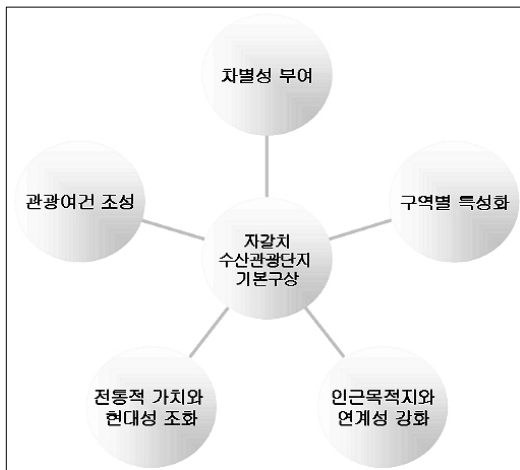 차별성 부여
관광여건 조성
구역별 특성화
자갈치
수산관광단지
기본구상
전통적 가치와
현대성 조화
인근목적지와
연계성 강화